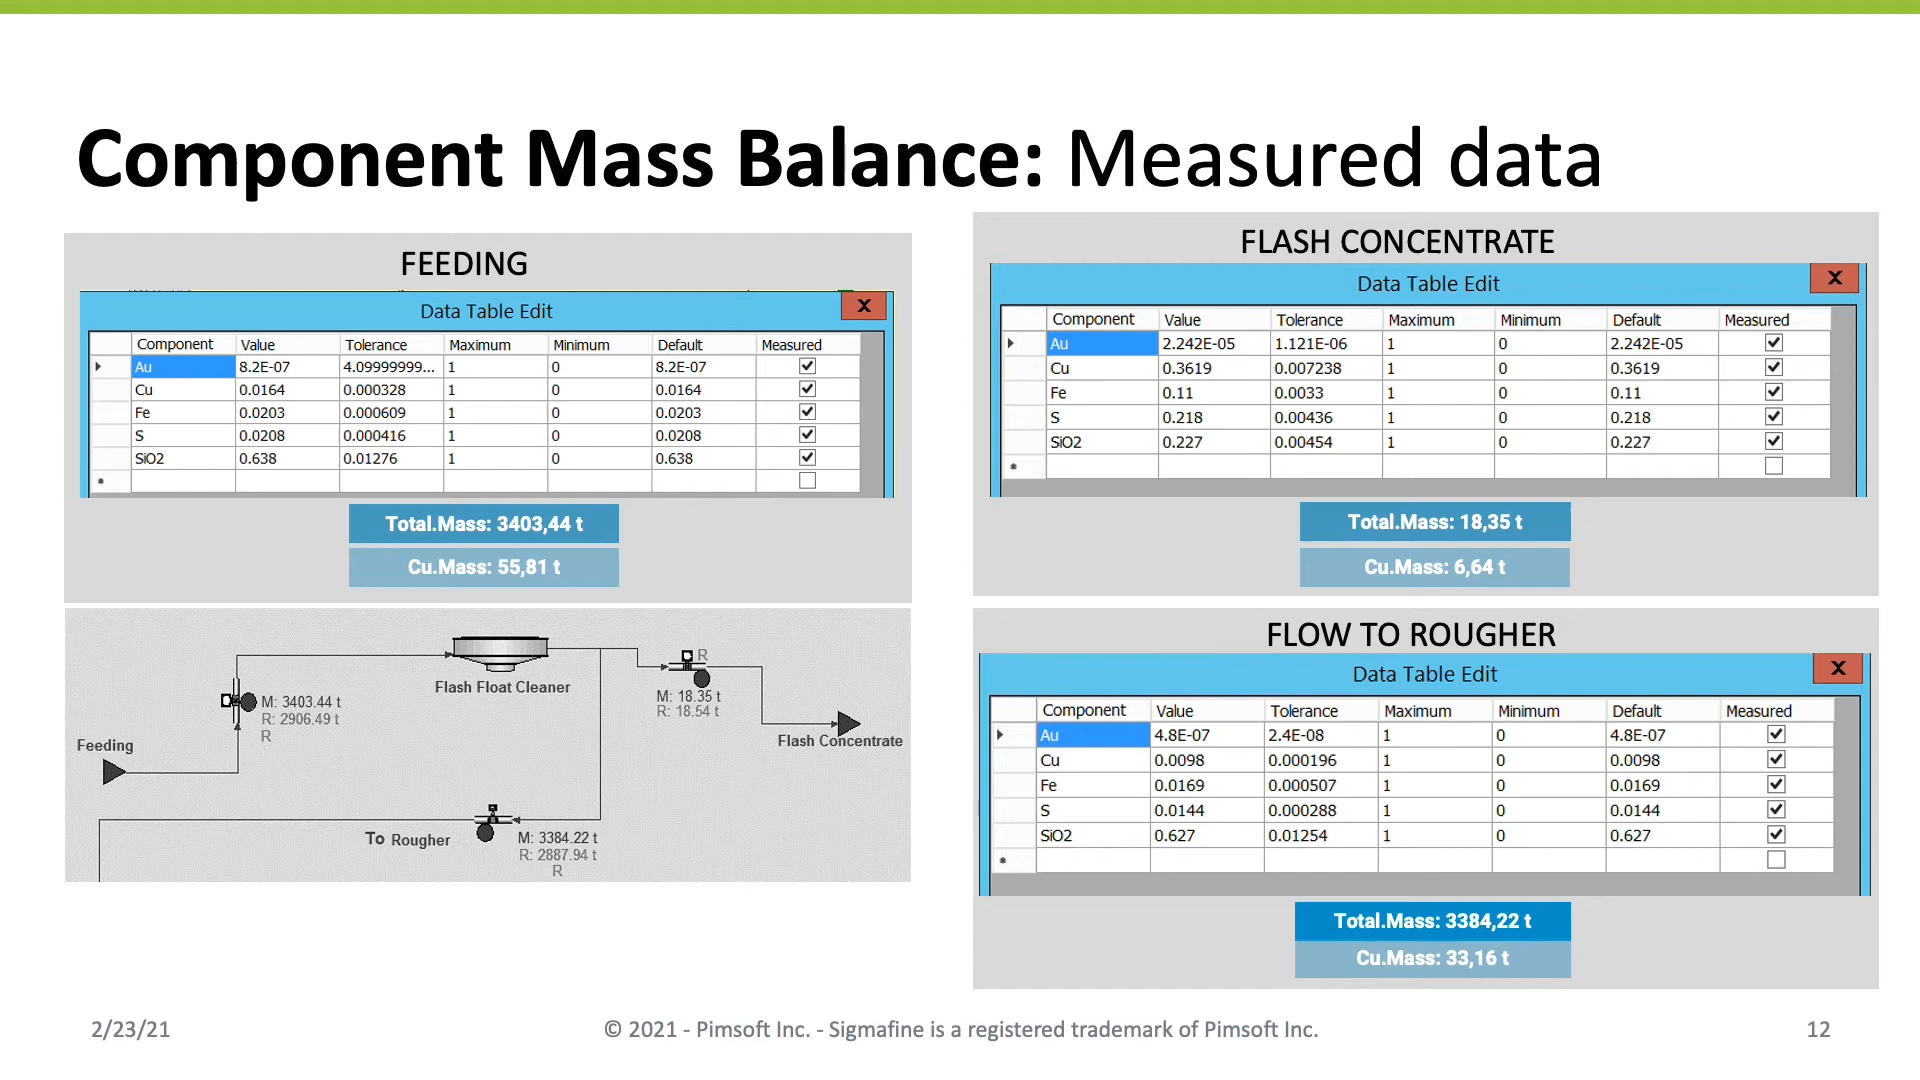 Component Mass Balance: Measured data
FEEDING
Data Table Edit X
Component Value Tolerance Maximum Minimum Default Measured
Au 8.2E-07 4.09999999... 1 0 8.2E-07
Cu 0.0164 0.000328 1 0 0.0164
Fe 0.0203 0.000609 1 0 0.0203
S 0.0208 0.000416 1 0 0.0208
SiO2 0.638 0.01276 1 0 0.638
Total.Mass: 3403,44 t
Cu.Mass: 55,81 t
FLASH CONCENTRATE
Data Table Edit X
Component Value Tolerance Maximum Minimum Default Measured
Au 2.242E-05 1.121E-06 1 0 2.242E-05
Cu 0.3619 0.007238 1 0 0.3619
Fe 0.11 0.0033 1 0 0.11
S 0.218 0.00436 1 0 0.218
SiO2 0.227 0.00454 1 0 0.227
Total.Mass: 18,35 t
Cu.Mass: 6,64 t
Flash Float Cleaner
R
M: 18.35 t
R: 18.54 t
M: 3403.44 t
R: 2906.49 t
R
Feeding
Flash Concentrate
To Rougher
M: 3384.22 t
R: 2887.94 t
R
FLOW TO ROUGHER
Data Table Edit X
Component Value Tolerance Maximum Minimum Default Measured
Au 4.8E-07 2.4E-08 1 0 4.8E-07
Cu 0.0098 0.000196 1 0 0.0098
Fe 0.0169 0.000507 1 0 0.0169
S 0.0144 0.000288 1 0 0.0144
SiO2 0.627 0.01254 1 0 0.627
Total.Mass: 3384,22 t
Cu.Mass: 33,16 t
2/23/21
© 2021 - Pimsoft Inc. - Sigmafine is a registered trademark of Pimsoft Inc.
12